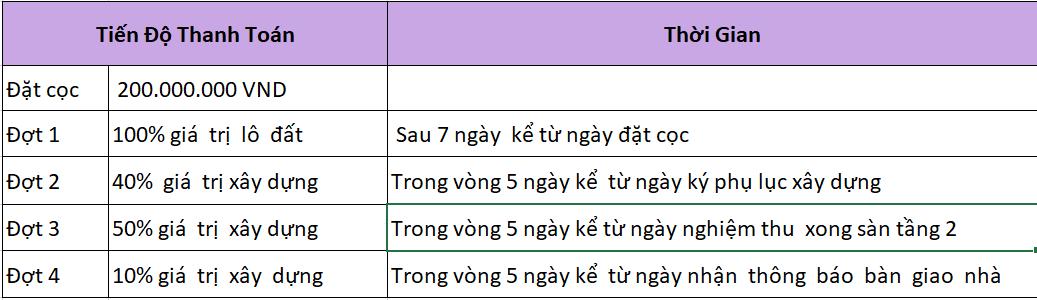 Tiến Độ Thanh Toán Thời Gian
Đặt cọc 200.000.000 VND
Đợt 1 100% giá trị lô đất Sau 7 ngày kể từ ngày đặt cọc
Đợt 2 40% giá trị xây dựng Trong vòng 5 ngày kể từ ngày ký phụ lục xây dựng
Đợt 3 50% giá trị xây dựng Trong vòng 5 ngày kể từ ngày nghiệm thu xong sàn tầng 2
Đợt 4 10% giá trị xây dựng Trong vòng 5 ngày kể từ ngày nhận thông báo bàn giao nhà